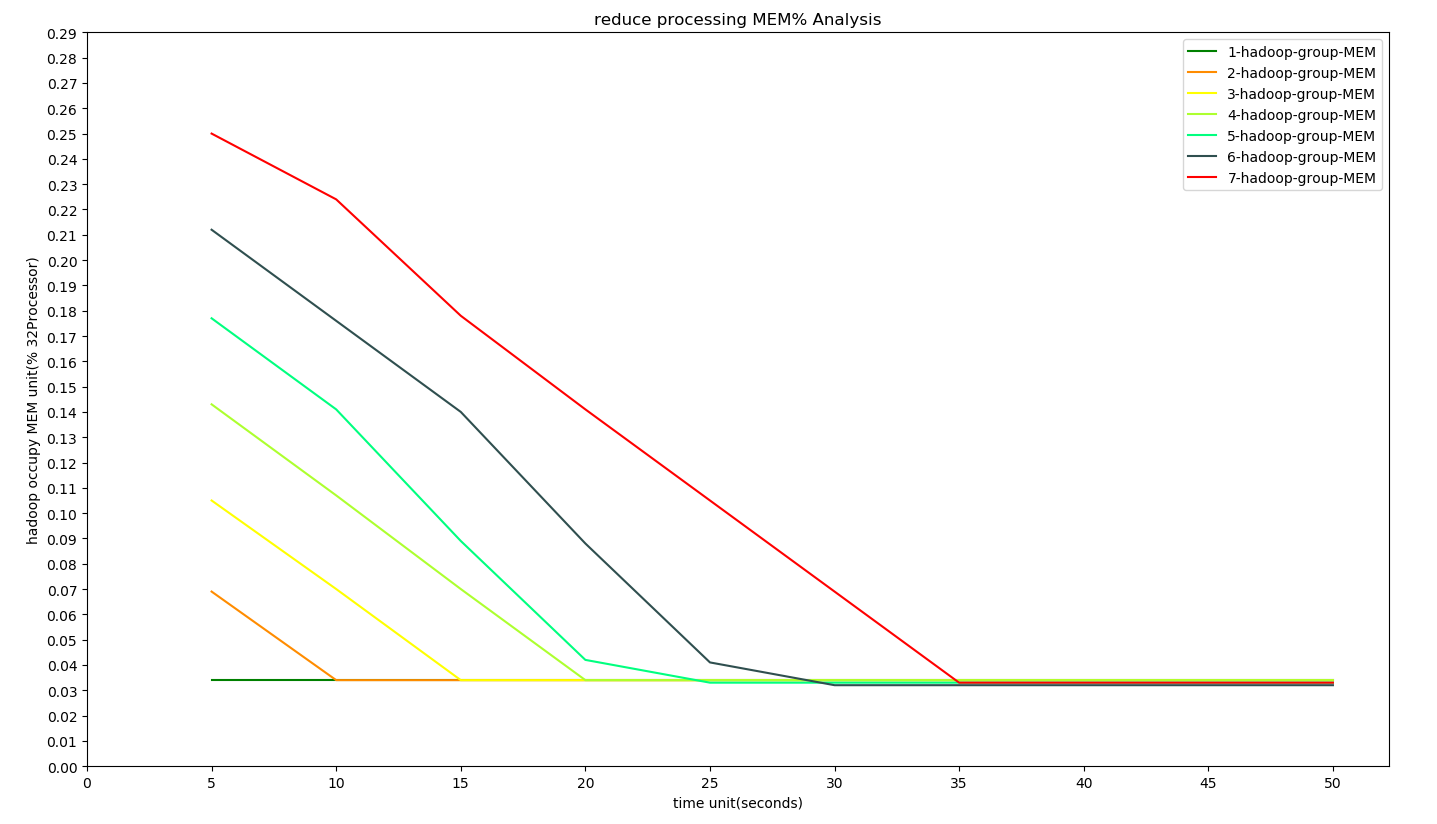 reduce processing MEM% Analysis
0.29
0.28
0.27
0.26
0.25
0.24
0.23
0.22
0.21
0.20
0.19
0.18
0.17
0.16
0.15
0.14
0.13
0.12
0.11
0.10
0.09
0.08
0.07
0.06
0.05
0.04
0.03
0.02
0.01
0.00
hadoop occupy MEM unit(% 32Processor)
1-hadoop-group-MEM
2-hadoop-group-MEM
3-hadoop-group-MEM
4-hadoop-group-MEM
5-hadoop-group-MEM
6-hadoop-group-MEM
7-hadoop-group-MEM
0 5 10 15 20 25 30 35 40 45 50
time unit(seconds)